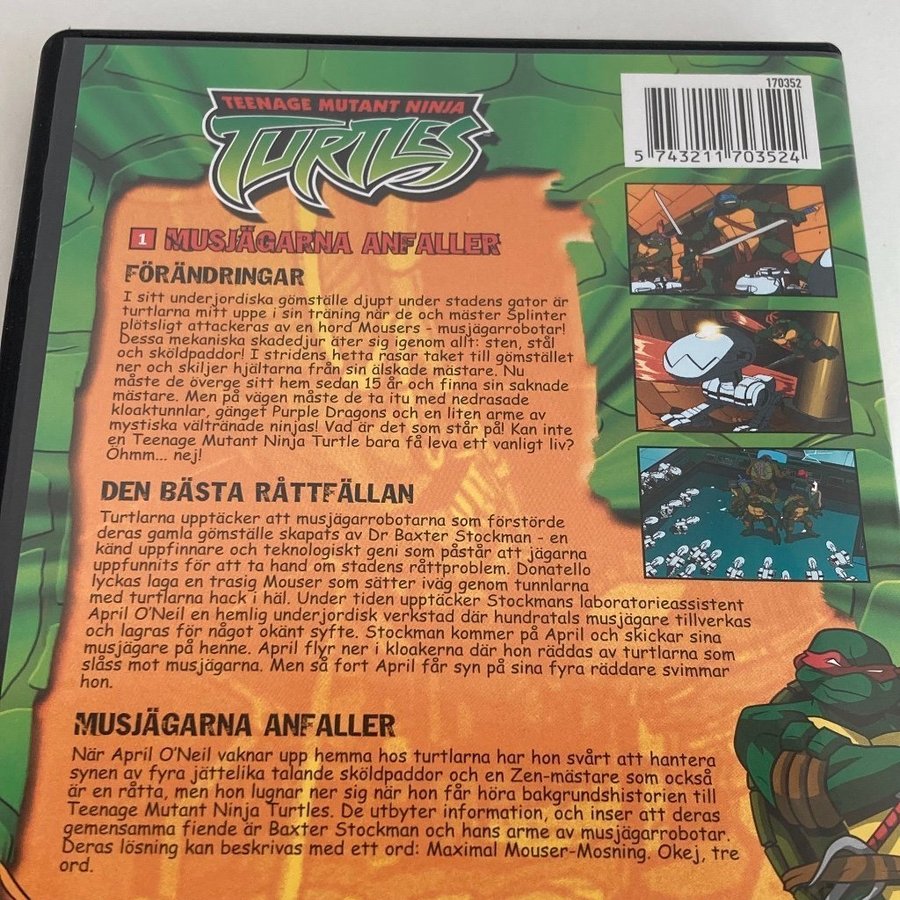 TEENAGE MUTANT NINJA
TURTLES
170352
5 743211 703524
1 MUSJÄGARNA ANFALLER
FÖRÄNDRINGAR
I sitt underjordiska gömställe djupt under stadens gator är
turtlarna mitt uppe i sin träning när de och mäster Splinter
plötsligt attackeras av en hord Mousers - musjägarrobotar!
Dessa mekaniska skadedjur äter sig igenom allt: sten, stål
och sköldpaddor! I stridens hetta rasar taket till gömstället
ner och skiljer hjältarna från sin älskade mästare. Nu
måste de överge sitt hem sedan 15 år och finna sin saknade
mästare. Men på vägen måste de ta itu med nedrasade
kloaktunnlar, gänget Purple Dragons och en liten arme av
mystiska vältränade ninjas! Vad är det som står på! Kan inte
en Teenage Mutant Ninja Turtle bara få leva ett vanligt liv?
Öhmm... nej!
DEN BÄSTA RÅTTFÄLLAN
Turtlarna upptäcker att musjägarrobotarna som förstörde
deras gamla gömställe skapats av Dr Baxter Stockman - en
känd uppfinnare och teknologiskt geni som påstår att jägarna
uppfunnits för att ta hand om stadens råttproblem. Donatello
lyckas laga en trasig Mouser som sätter iväg genom tunnlarna
med turtlarna hack i häl. Under tiden upptäcker Stockmans laboratorieassistent
April O'Neil en hemlig underjordisk verkstad där hundratals musjägare tillverkas
och lagras för något okänt syfte. Stockman kommer på April och skickar sina
musjägare på henne. April flyr ner i kloakerna där hon räddas av turtlarna som
slåss mot musjägarna. Men så fort April får syn på sina fyra räddare svimmar
hon.
MUSJÄGARNA ANFALLER
När April O'Neil vaknar upp hemma hos turtlarna har hon svårt att hantera
synen av fyra jättelika talande sköldpaddor och en Zen-mästare som också
är en råtta, men hon lugnar ner sig när hon får höra bakgrundshistorien till
Teenage Mutant Ninja Turtles. De utbyter information, och inser att deras
gemensamma fiende är Baxter Stockman och hans arme av musjägarrobotar.
Deras lösning kan beskrivas med ett ord: Maximal Mouser-Mosning. Okej, tre
ord.